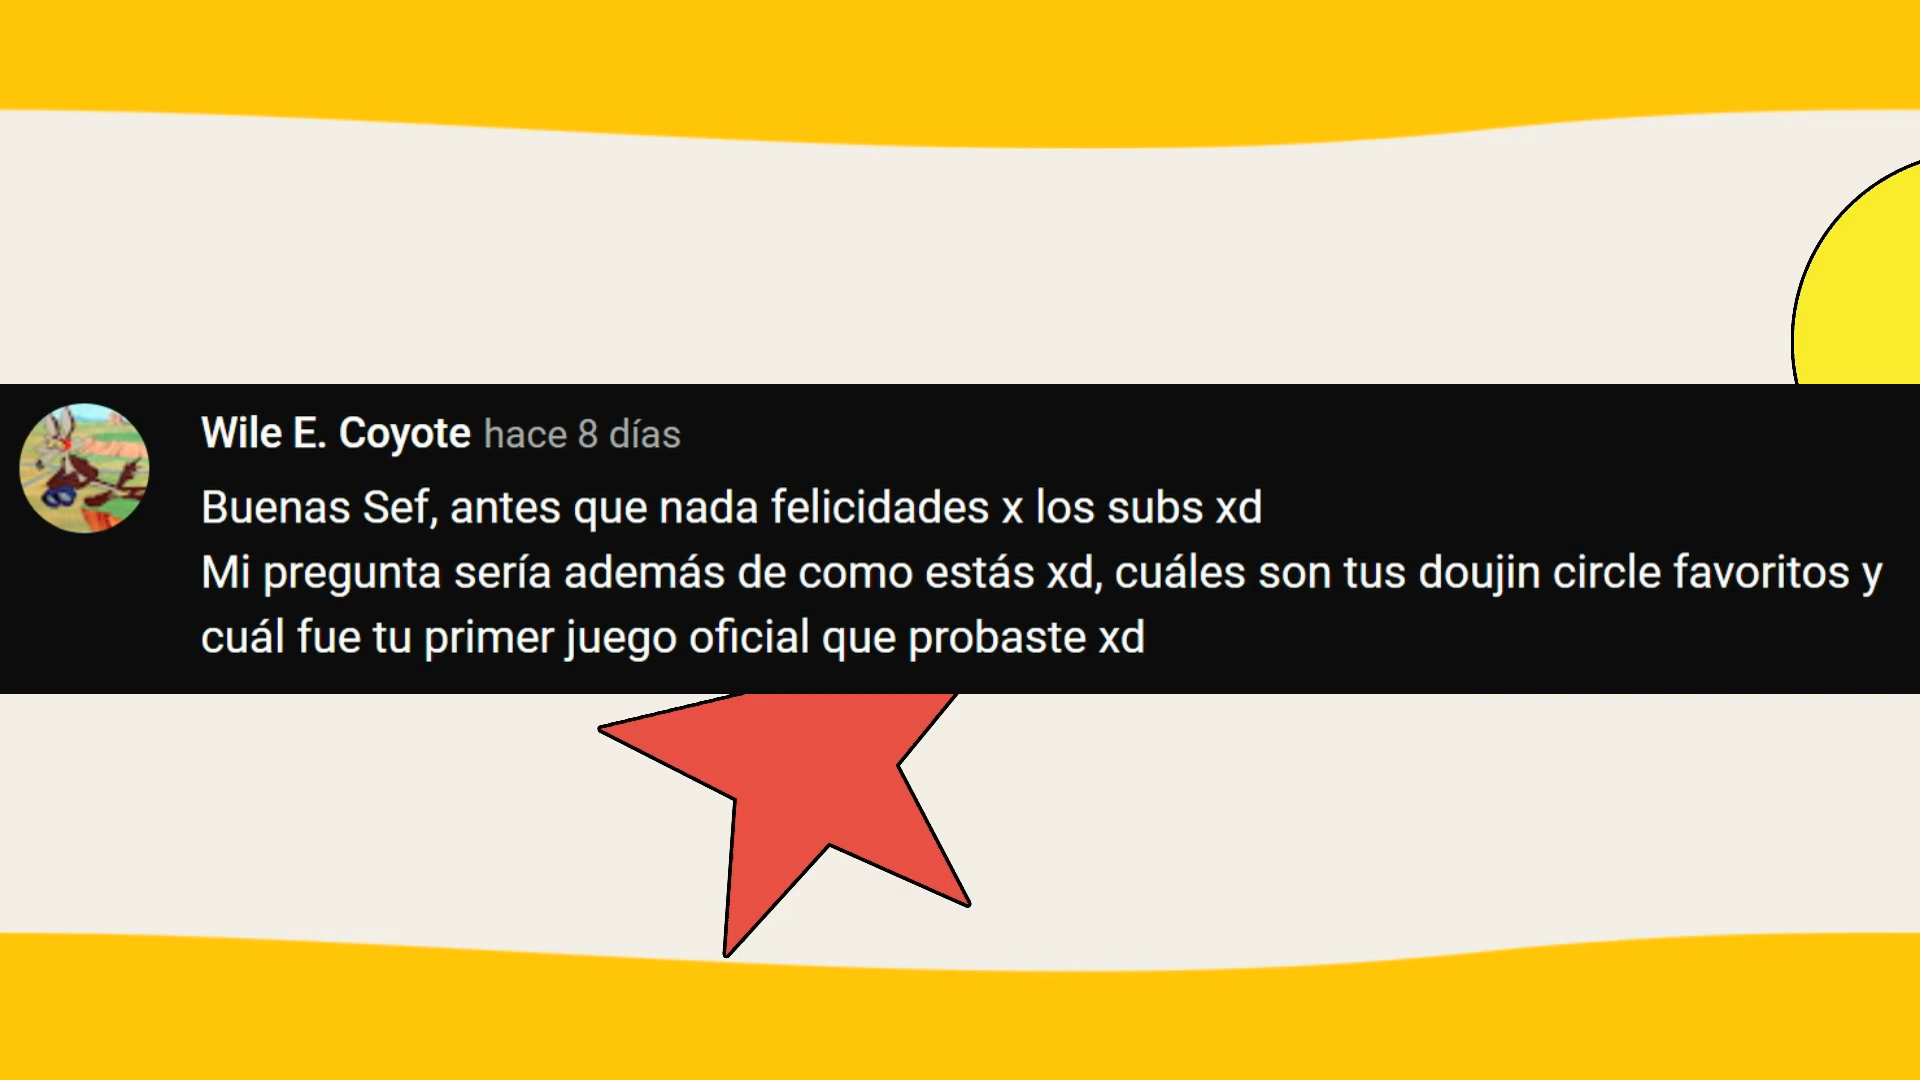 Wile E. Coyote hace 8 días
Buenas Sef, antes que nada felicidades x los subs xd
Mi pregunta sería además de como estás xd, cuáles son tus doujin circle favoritos y
cuál fue tu primer juego oficial que probaste xd